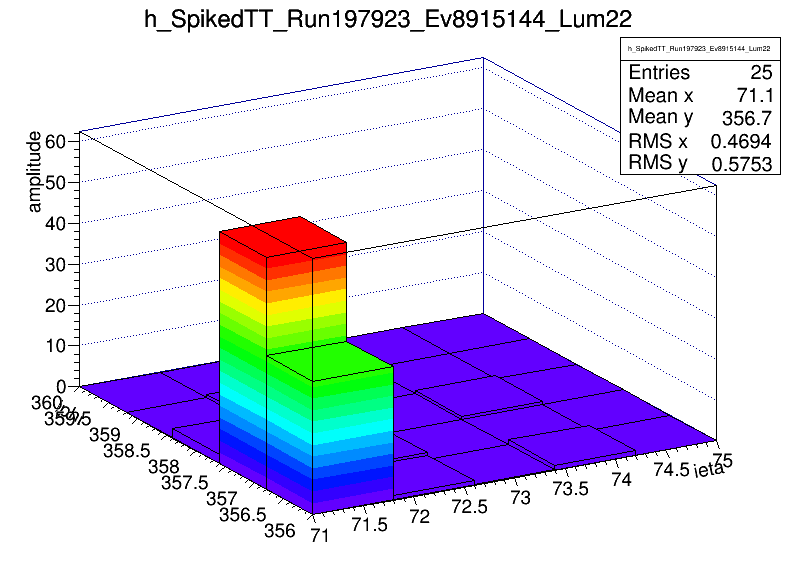 h_SpikedTT_Run197923_Ev8915144_Lum22
h_SpikedTT_Run197923_Ev8915144_Lum22
Entries 25
Mean x 71.1
Mean y 356.7
RMS x 0.4694
RMS y 0.5753
amplitude
60
50
40
30
20
10
0
360
359.5
359
358.5
358
357.5
357
356.5
356
71
71.5
72
72.5
73
73.5
74
74.5
75
ieta